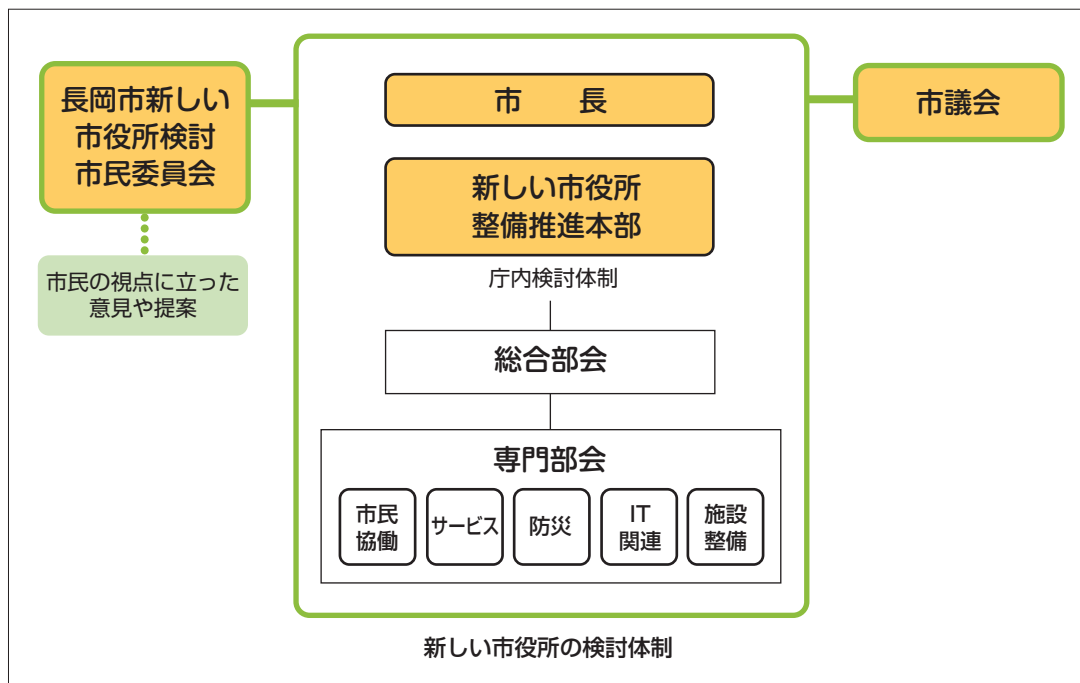 長岡市新しい
市役所検討
市民委員会
市民の視点に立った
意見や提案
市　　長
新しい市役所
整備推進本部
庁内検討体制
総合部会
専門部会
市民
協働
サービス
防災
IT
関連
施設
整備
市議会
新しい市役所の検討体制